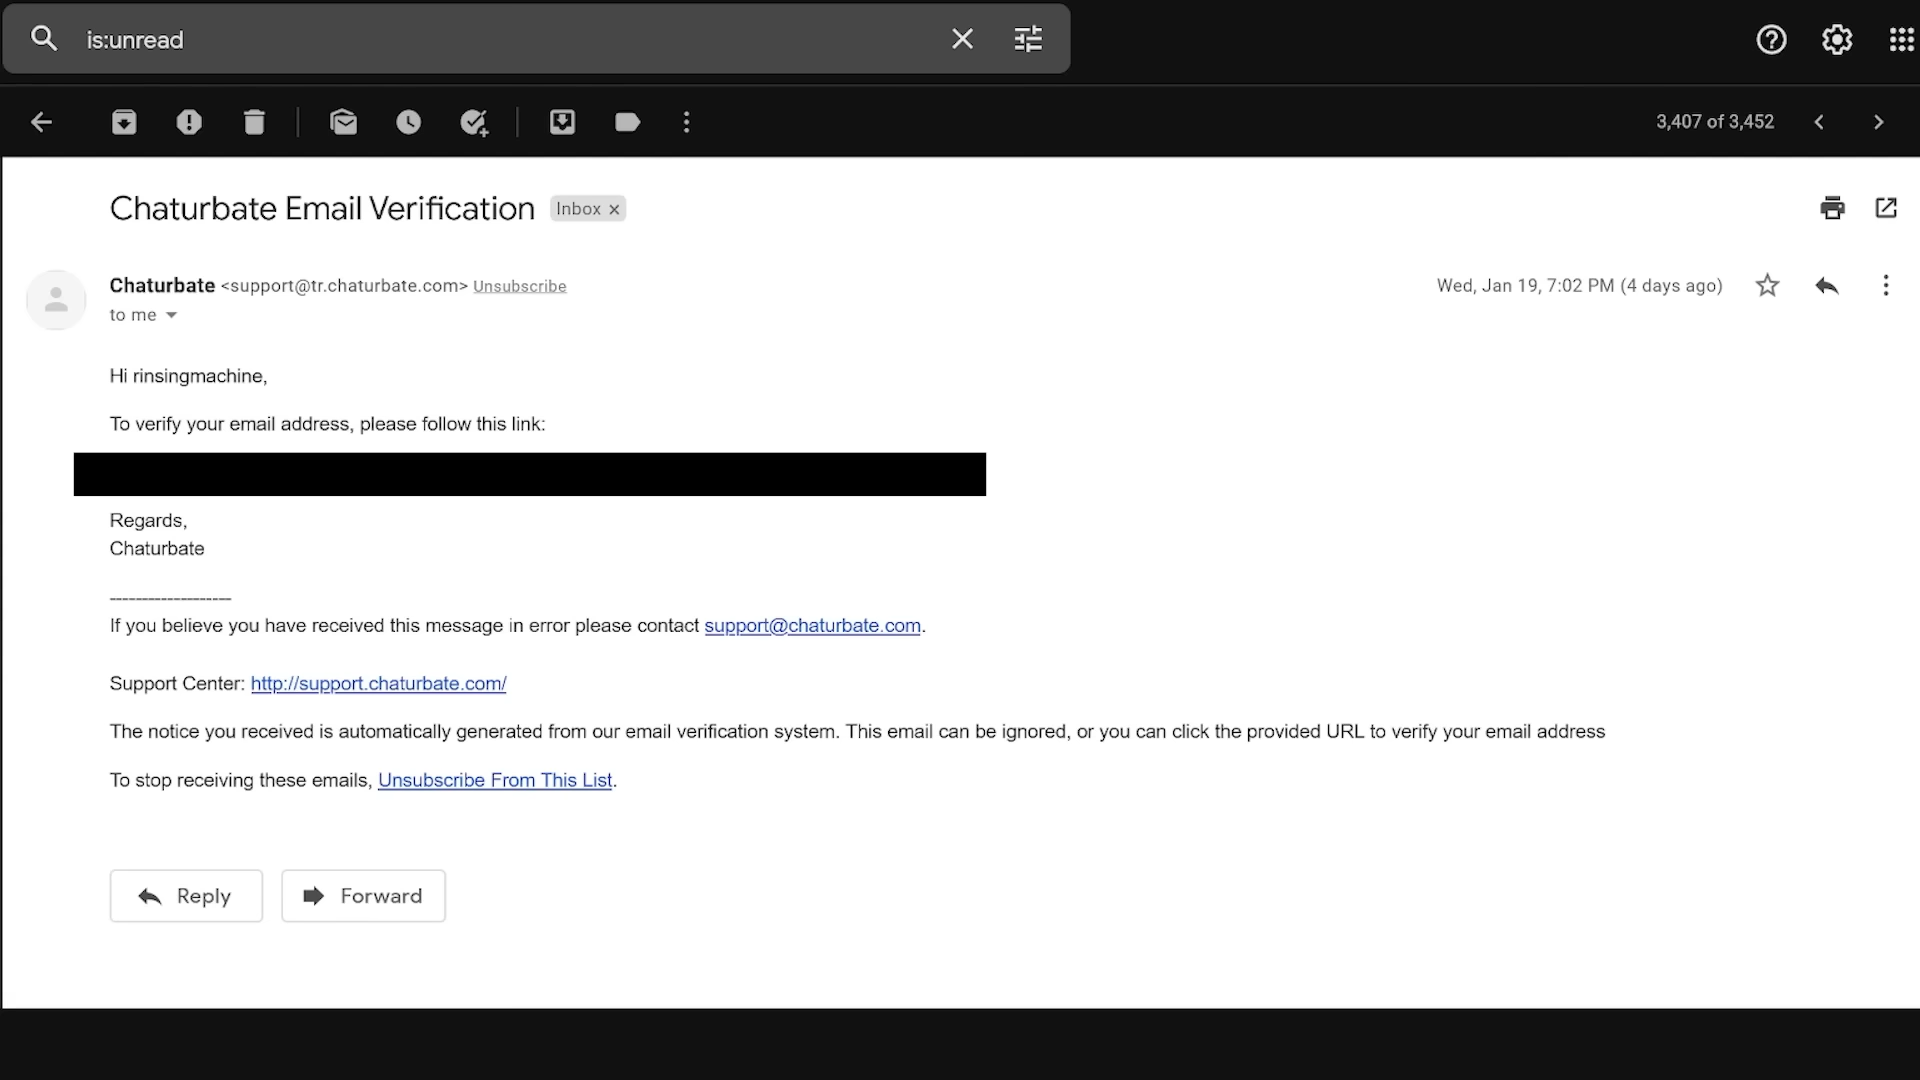 is:unread
3,407 of 3,452
Chaturbate Email Verification Inbox x
Chaturbate <support@tr.chaturbate.com> Unsubscribe
Wed, Jan 19, 7:02 PM (4 days ago)
to me
Hi rinsingmachine,
To verify your email address, please follow this link:
Regards,
Chaturbate
-------------------
If you believe you have received this message in error please contact support@chaturbate.com.
Support Center: http://support.chaturbate.com/
The notice you received is automatically generated from our email verification system. This email can be ignored, or you can click the provided URL to verify your email address
To stop receiving these emails, Unsubscribe From This List.
Reply
Forward